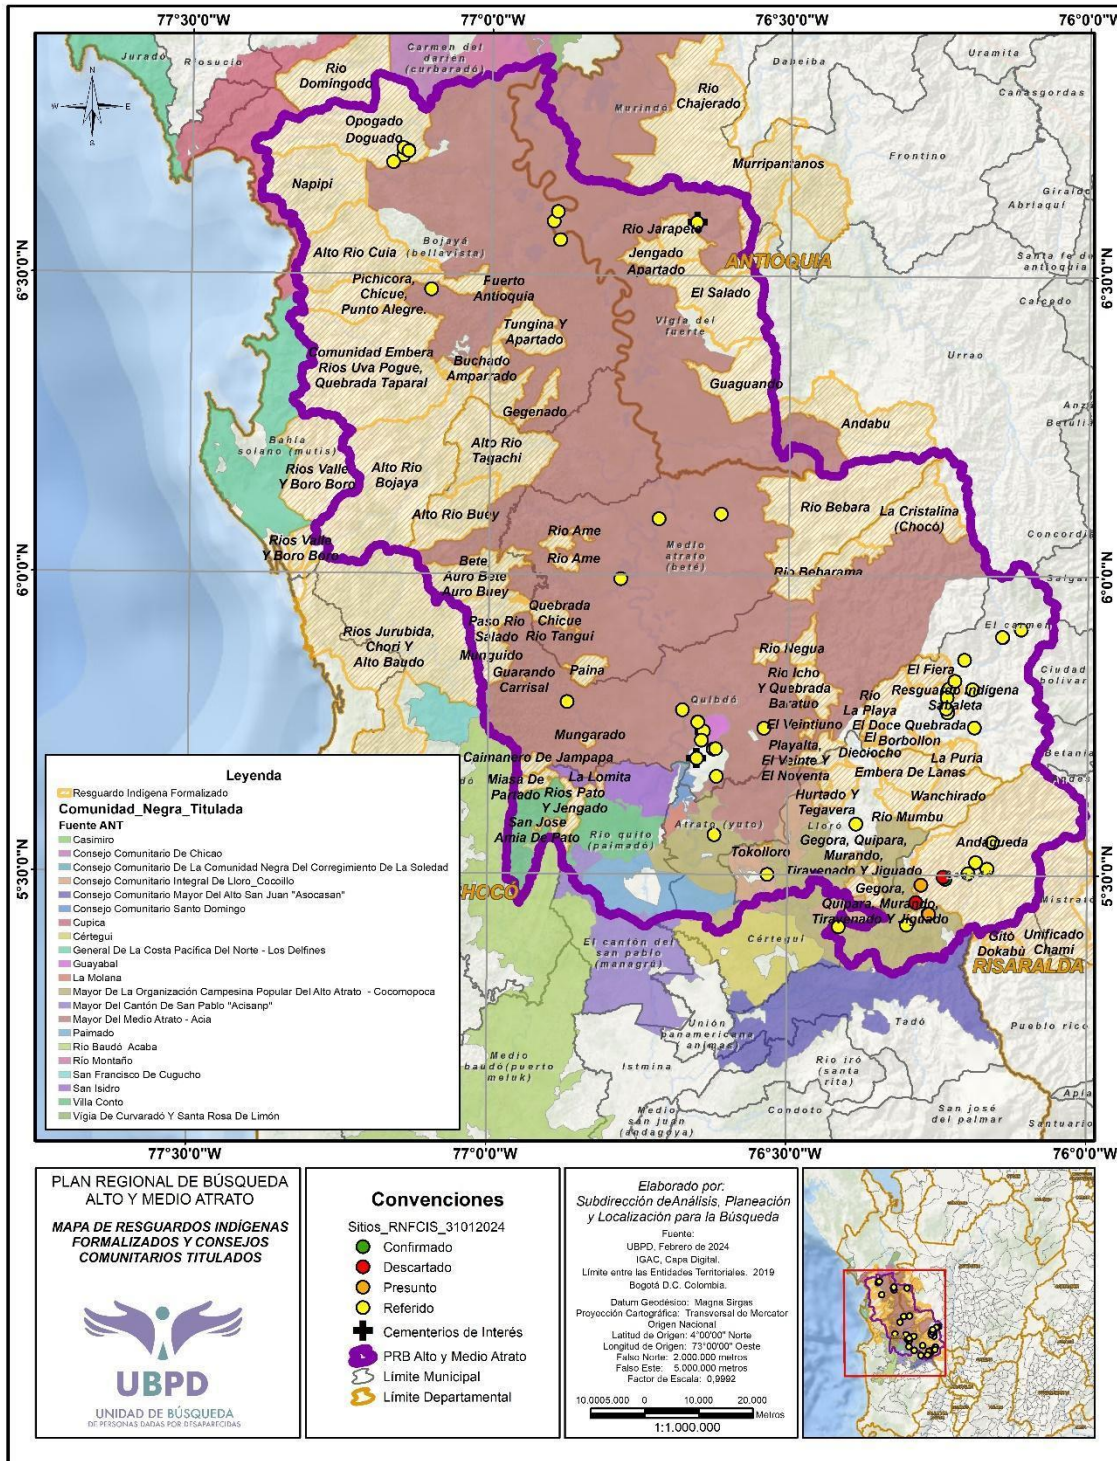 77°30'0"W
77°0'0"W
76°30'0"W
76°0'0"W
6°30'0"N
6°0'0"N
5°30'0"N
6°30'0"N
6°0'0"N
5°30'0"N
N
W
E
S
Juradó
Riosucio
Carmen del
darien
(curbaradó)
Dabeiba
Uramita
Cañasgordas
Rio
Domingodo
Murindó
Rio
Chajerado
Opogado
Doguado
Murripantanos
Frontino
Napipi
Giraldo
Abriaquí
Rio Jarapeto
Alto Rio Cuia
Bojayá
(bellavista)
Jengado
Apartado
ANTIOQUIA
Santa fe de
antioquia
Pichicora,
Chicue,
Punto Alegre.
Fuerto
Antioquia
El Salado
Caicedo
Tungina Y
Apartado
Vigía del
fuerte
Urrao
Comunidad Embera
Rios Uva Pogue,
Quebrada Taparal
Buchado
Amparrado
Guaguando
Gegenado
Andabu
Betulia
Bahía
solano (mutis)
Alto Rio
Tagachi
Rios Valle
Y Boro Boro
Alto Rio
Bojaya
Rio Bebara
La Cristalina
(Chocó)
Alto Rio Buey
Rio Ame
Concordia
Rios Valle
Y Boro Boro
Medio
atrato
(beté)
Bete
Auro Bete
Auro Buey
Rio Ame
Rio Bebarama
Salgar
Quebrada
Chicue
Rio Tangui
Paso Rio
Salado
El carmen
Rios Jurubida,
Chori Y
Alto Baudo
Munguido
Rio Negua
Guarando
Carrisal
Paina
Rio Icho
Y Quebrada
Baratuo
El Fiera
Ciudad
bolivar
Quibdó
Rio
La Playa
Resguardo Indígena
Sabaleta
El Veintiuno
El Doce Quebrada
El
Borbollon
Mungarado
Playalta,
El Veinte Y
El Noventa
Dieciocho
La Puria
Betania
Caimanero De Jampapa
Embera De Lanas
Miasa De
Parrado
La Lomita
Rios Pato
Y Jengado
Hurtado Y
Tegavera
Wanchirado
San Jose
Amia De Pato
Rio quito
(paimadó)
Atrato (yuto)
Lloró
Rio Mumbu
Gegora, Quipara,
Murando,
Tiravenado Y Jiguado
Andagueda
Tokolloro
CHOCÓ
Gegora,
Quipara, Murando,
Tiravenado Y Jiguado
El cantón del
san pablo
(managrú)
Cértegui
Gitó
Dokabú
Unificado
Chami
RISARALDA
Unión
panamericana
(animas)
Tadó
Pueblo rico
Medio
baudó(puerto
meluk)
Istmina
Rio iró
(santa
rita)
Medio
san juan
(andagoya)
Condoto
San josé
del palmar
Santuario
Leyenda
Resguardo Indigena Formalizado
Comunidad_Negra_Titulada
Fuente ANT
Casimiro
Consejo Comunitario De Chicao
Consejo Comunitario De La Comunidad Negra Del Corregimiento De La Soledad
Consejo Comunitario Integral De Lloro_Cocoillo
Consejo Comunitario Mayor Del Alto San Juan "Asocasan"
Consejo Comunitario Santo Domingo
Cupica
Cértegui
General De La Costa Pacífica Del Norte - Los Delfines
Guayabal
La Molana
Mayor De La Organización Campesina Popular Del Alto Atrato - Cocomopoca
Mayor Del Cantón De San Pablo "Acisanp"
Mayor Del Medio Atrato - Acia
Paimado
Rio Baudó Acaba
Río Montaño
San Francisco De Cugucho
San Isidro
Villa Conto
Vigía De Curvaradó Y Santa Rosa De Limón
77°30'0"W
77°0'0"W
76°30'0"W
76°0'0"W
PLAN REGIONAL DE BÚSQUEDA
ALTO Y MEDIO ATRATO
MAPA DE RESGUARDOS INDÍGENAS
FORMALIZADOS Y CONSEJOS
COMUNITARIOS TITULADOS
UBPD
UNIDAD DE BÚSQUEDA
DE PERSONAS DADAS POR DESAPARECIDAS
Convenciones
Sitios_RNFCIS_31012024
Confirmado
Descartado
Presunto
Referido
Cementerios de Interés
PRB Alto y Medio Atrato
Límite Municipal
Límite Departamental
Elaborado por:
Subdirección deAnálisis, Planeación
y Localización para la Búsqueda
Fuente:
UBPD, Febrero de 2024
IGAC, Capa Digital.
Límite entre las Entidades Territoriales. 2019
Bogotá D.C. Colombia.
Datum Geodésico: Magna Sirgas
Proyección Cartográfica: Transversal de Mercator
Origen Nacional
Latitud de Origen: 4°00'00" Norte
Longitud de Origen: 73°00'00" Oeste
Falso Norte: 2.000.000 metros
Falso Este: 5.000.000 metros
Factor de Escala: 0,9992
10.0005.000 0 10.000 20.000
Metros
1:1.000.000